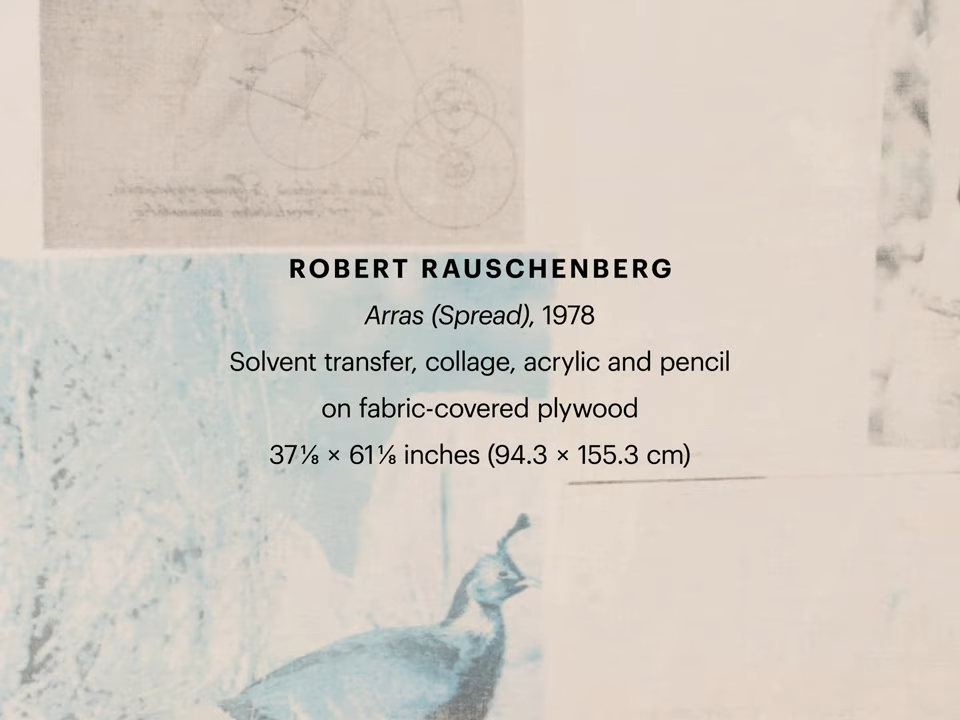 ROBERT RAUSCHENBERG
Arras (Spread), 1978
Solvent transfer, collage, acrylic and pencil
on fabric-covered plywood
37⅛ × 61⅛ inches (94.3 × 155.3 cm)